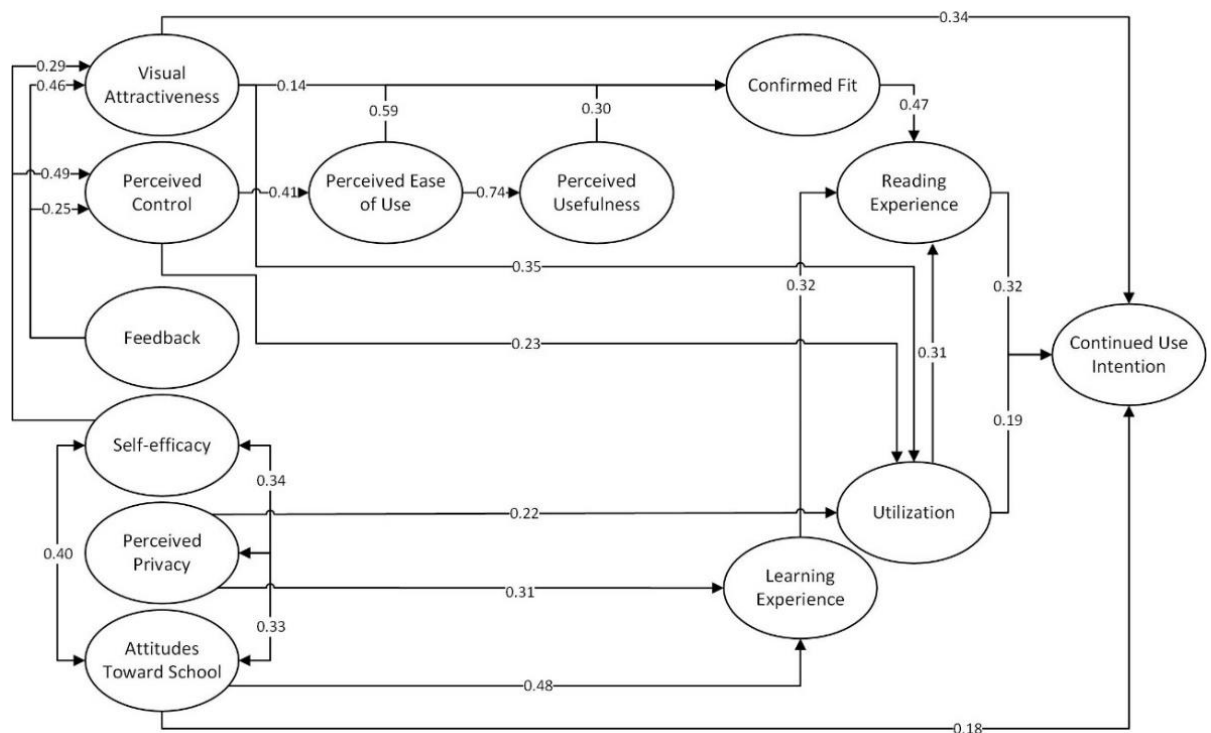 0.34
0.29
Visual
Attractiveness
0.46
0.14
Confirmed Fit
0.59
0.30
0.47
0.49
Perceived
Control
0.41
Perceived Ease
of Use
0.74
Perceived
Usefulness
Reading
Experience
0.25
0.35
0.32
0.32
Feedback
0.23
0.31
Continued Use
Intention
Self-efficacy
0.19
0.34
0.22
Utilization
0.40
Perceived
Privacy
0.31
Learning
Experience
0.33
Attitudes
Toward School
0.48
0.18